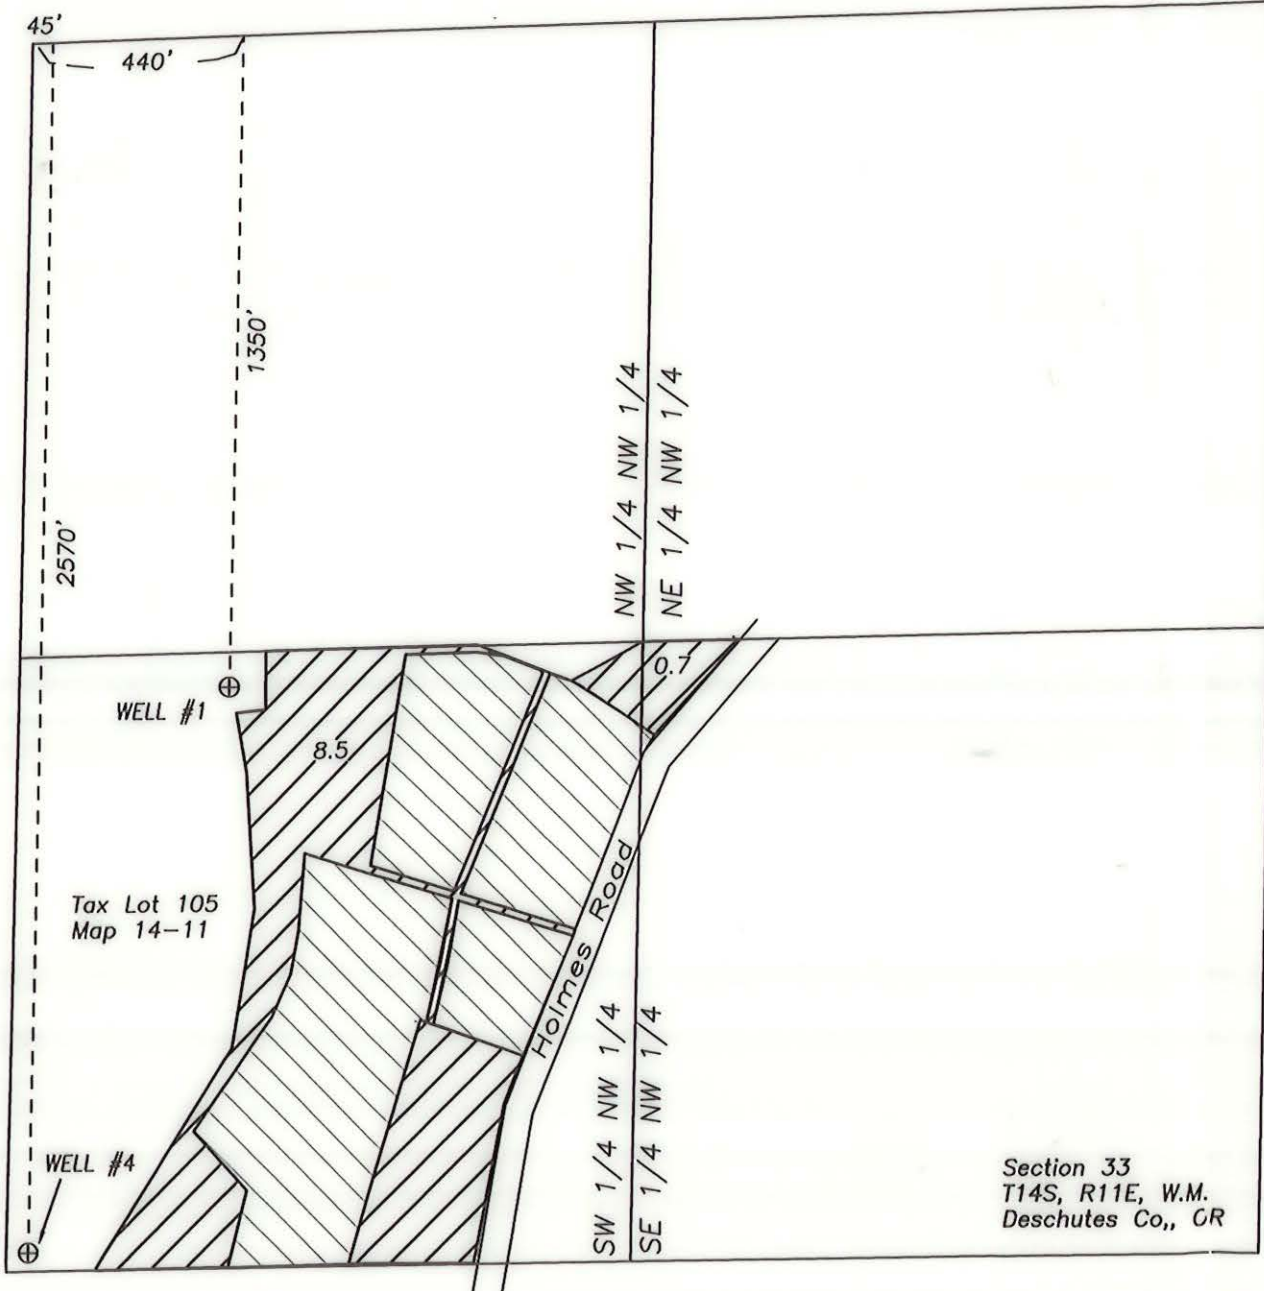 45'
440'
1350'
2570'
NW 1/4 NW 1/4
NE 1/4 NW 1/4
0.7
WELL #1
8.5
Holmes Road
Tax Lot 105
Map 14-11
SW 1/4 NW 1/4
SE 1/4 NW 1/4
WELL #4
Section 33
T14S, R11E, W.M.
Deschutes Co,, OR